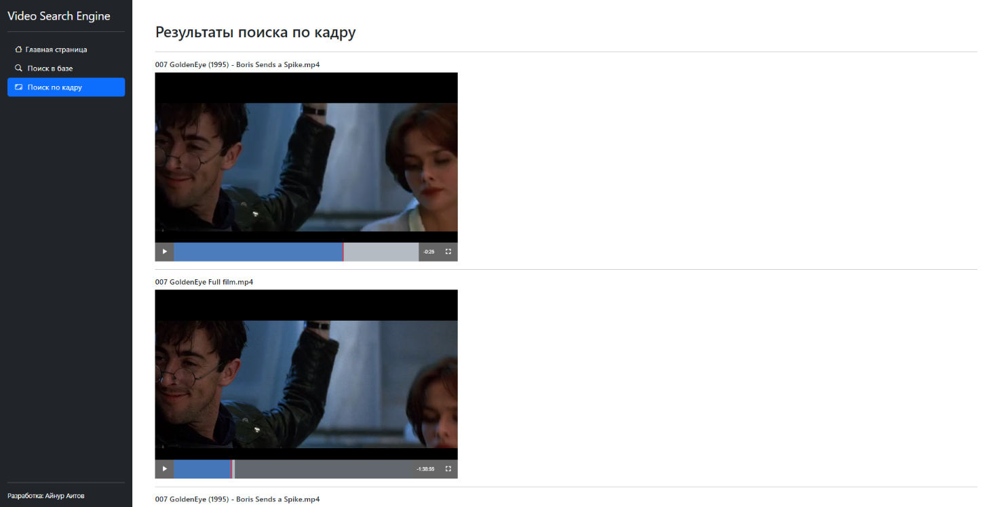 Video Search Engine
Главная страница
Поиск в базе
Поиск по кадру
Разработка: Айнур Аитов
Результаты поиска по кадру
007 GoldenEye (1995) - Boris Sends a Spike.mp4
-0:25
007 GoldenEye Full film.mp4
-1:38:55
007 GoldenEye (1995) - Boris Sends a Spike.mp4